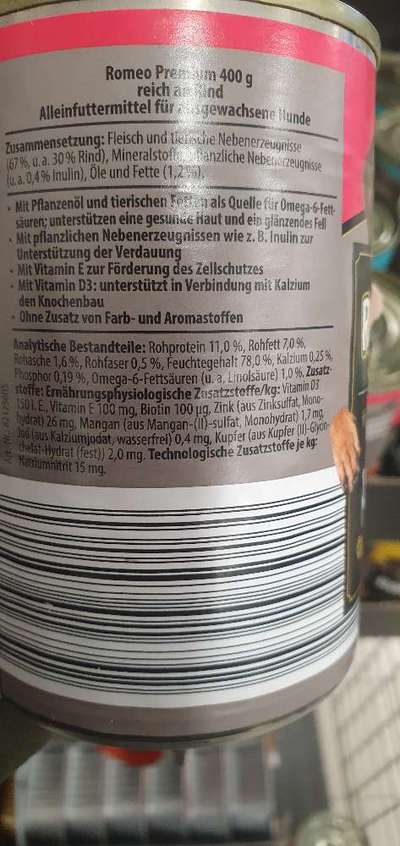 Romeo Premium 400 g
reich an Rind
Alleinfuttermittel für ausgewachsene Hunde
Zusammensetzung: Fleisch und tierische Nebenerzeugnisse
(67 %, u. a. 30 % Rind), Mineralstoffe, pflanzliche Nebenerzeugnisse
(u. a. 0,4 % Inulin), Öle und Fette (1,2 %).
• Mit Pflanzenöl und tierischen Fetten als Quelle für Omega-6-Fett-
säuren; unterstützen eine gesunde Haut und ein glänzendes Fell
• Mit pflanzlichen Nebenerzeugnissen wie z. B. Inulin zur
Unterstützung der Verdauung
• Mit Vitamin E zur Förderung des Zellschutzes
• Mit Vitamin D3: unterstützt in Verbindung mit Kalzium
den Knochenbau
• Ohne Zusatz von Farb- und Aromastoffen
Analytische Bestandteile: Rohprotein 11,0 %, Rohfett 7,0 %,
Rohasche 1,6 %, Rohfaser 0,5 %, Feuchtegehalt 78,0 %, Kalzium 0,25 %,
Phosphor 0,19 %, Omega-6-Fettsäuren (u. a. Linolsäure) 1,0 %. Zusatz-
stoffe: Ernährungsphysiologische Zusatzstoffe/kg: Vitamin D3
I.E., Vitamin E 100 mg, Biotin 100 µg, Zink (aus Zinksulfat, Mono-
hydrat) 26 mg, Mangan (aus Mangan-(II)-sulfat, Monohydrat) 1,7 mg,
Jod (aus Kalziumjodat, wasserfrei) 0,4 mg, Kupfer (aus Kupfer (II)-Glycin-
chelat-Hydrat (fest)) 2,0 mg. Technologische Zusatzstoffe je kg:
Natriumnitrit 15 mg.
Art. Nr.